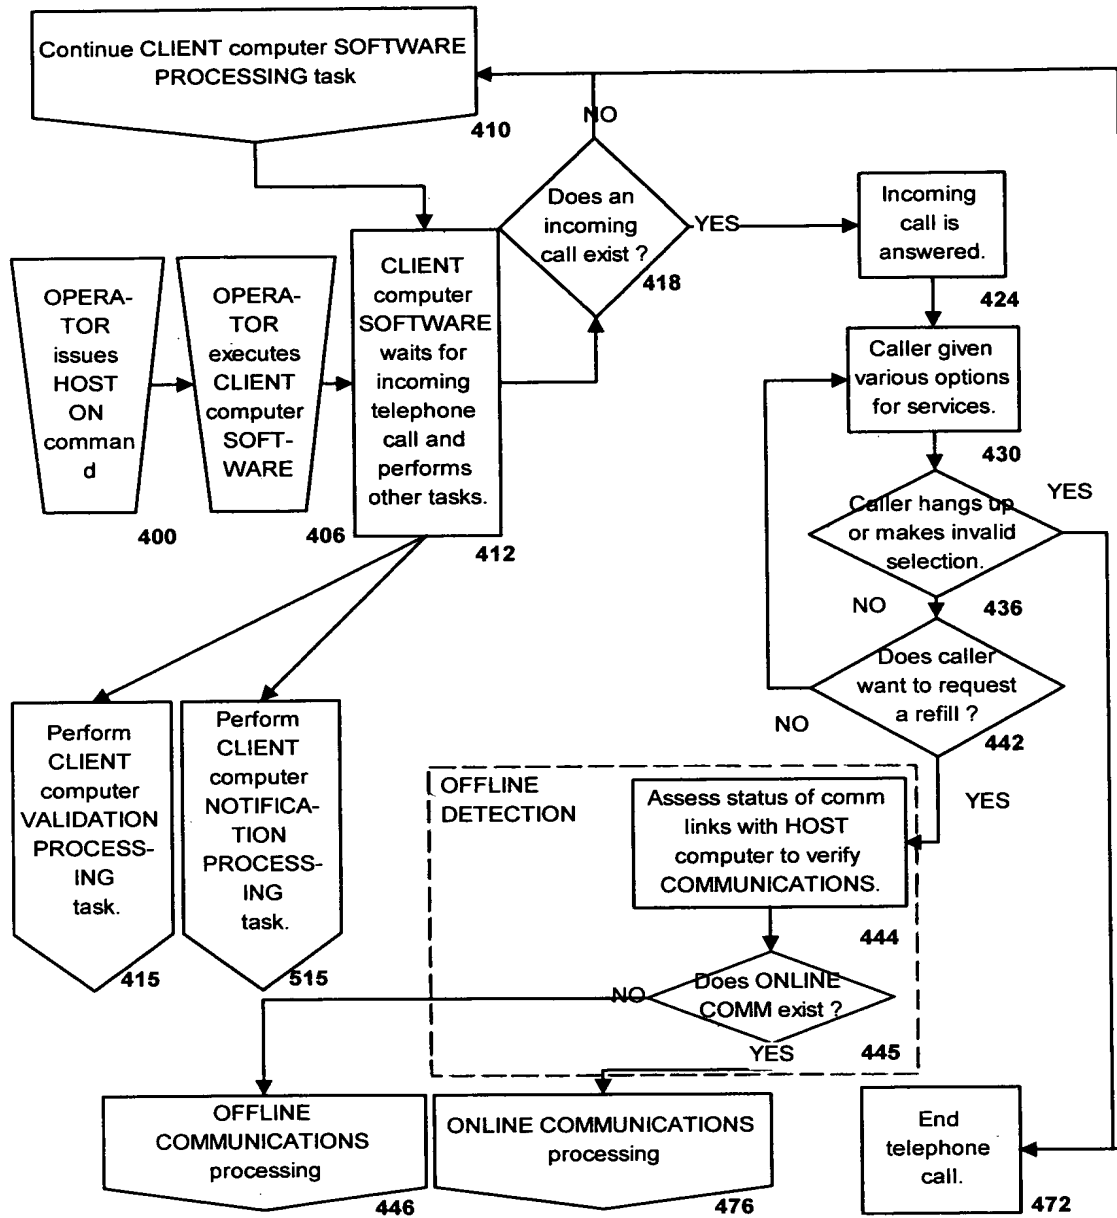 Continue CLIENT computer SOFTWARE
PROCESSING task
410
NO
Does an
incoming
call exist ?
418
YES
Incoming
call is
answered.
424
OPERA-
TOR
issues
HOST
ON
comman
d
400
OPERA-
TOR
executes
CLIENT
computer
SOFT-
WARE
406
CLIENT
computer
SOFTWARE
waits for
incoming
telephone
call and
performs
other tasks.
412
Caller given
various options
for services.
430
YES
Caller hangs up
or makes invalid
selection.
436
NO
Does caller
want to request
a refill ?
442
NO
YES
Perform
CLIENT
computer
VALIDATION
PROCESS-
ING
task.
415
Perform
CLIENT
computer
NOTIFICA-
TION
PROCESS-
ING
task.
515
OFFLINE
DETECTION
Assess status of comm
links with HOST
computer to verify
COMMUNICATIONS.
444
Does ONLINE
COMM exist ?
445
NO
YES
OFFLINE
COMMUNICATIONS
processing
446
ONLINE COMMUNICATIONS
processing
476
End
telephone
call.
472